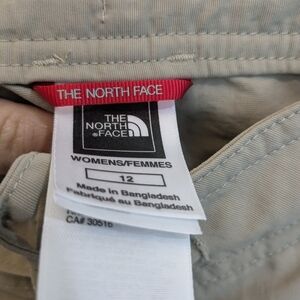 THE NORTH FACE
THE
NORTH
FACE
WOMENS/FEMMES
12
Made in Bangladesh
Fabriqué au Bangladesh
CA# 30516